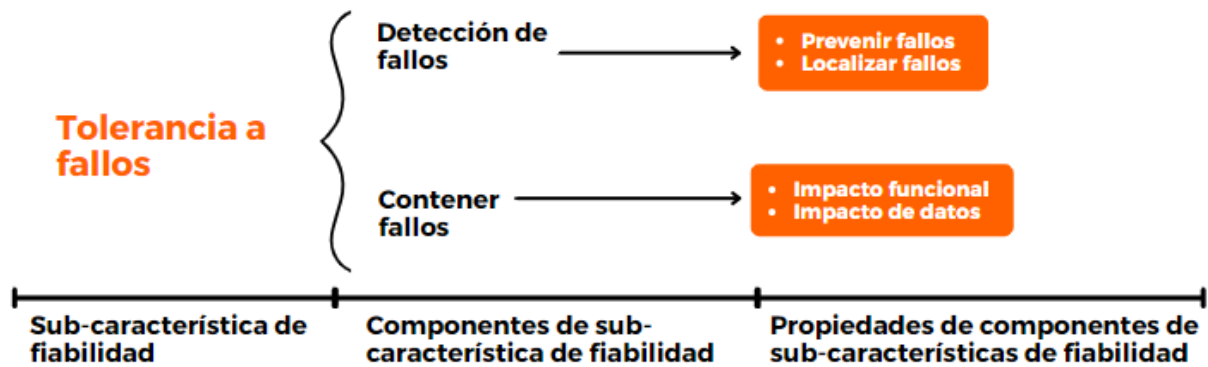 Detección de
fallos
• Prevenir fallos
• Localizar fallos
Tolerancia a
fallos
Contener
fallos
• Impacto funcional
• Impacto de datos
Sub-característica de
fiabilidad
Componentes de sub-
característica de fiabilidad
Propiedades de componentes de
sub-características de fiabilidad